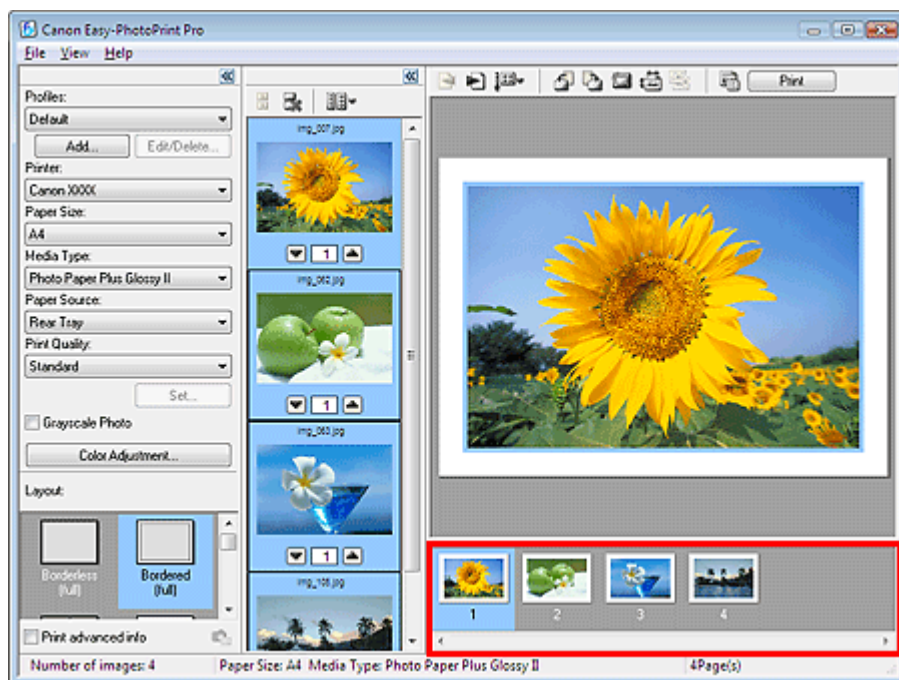 Canon Easy-PhotoPrint Pro
File View Help
Profiles:
Default
Add... Edit/Delete...
Printer:
Canon XXXX
Paper Size:
A4
Media Type:
Photo Paper Plus Glossy II
Paper Source:
Rear Tray
Print Quality:
Standard
Set...
Grayscale Photo
Color Adjustment...
Layout:
Borderless (full)
Bordered (full)
Print advanced info
img_007.jpg
1
img_062.jpg
1
img_063.jpg
1
img_108.jpg
Print
1 2 3 4
Number of images: 4 Paper Size: A4 Media Type: Photo Paper Plus Glossy II 4Page(s)